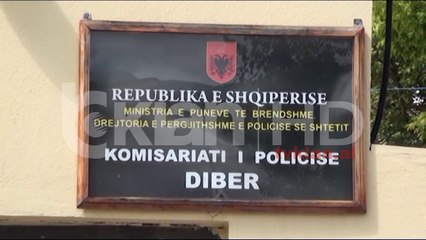 REPUBLIKA E SHQIPERISE
MINISTRIA E PUNEVE TE BRENDSHME.
DREJTORIA E PERGJITHSHME E POLICISE SE SHTETIT
KOMISARIATI I POLICISE
DIBER